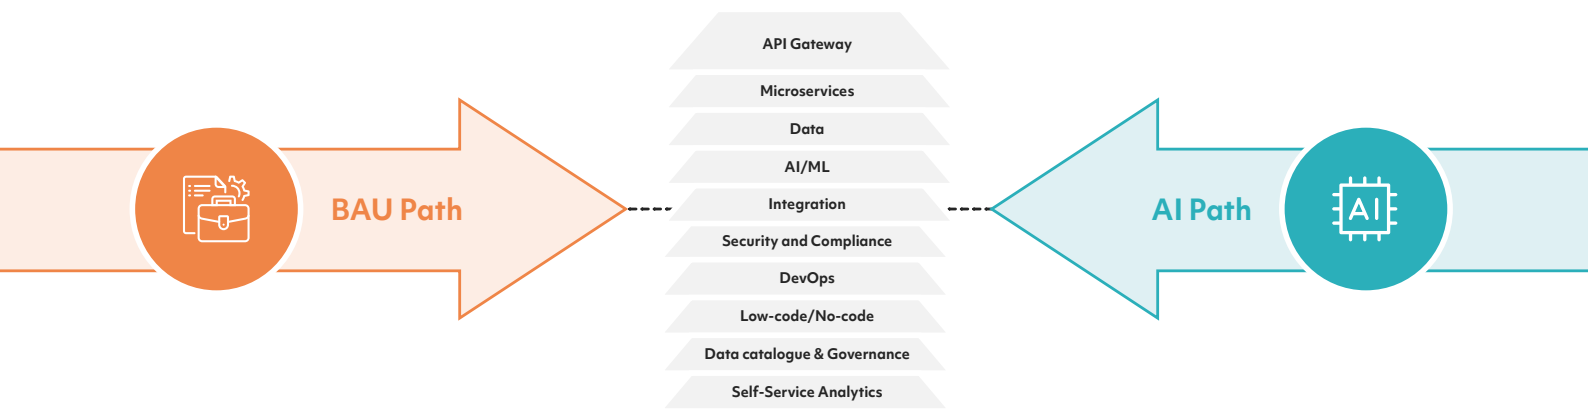 API Gateway
Microservices
Data
AI/ML
BAU Path
Integration
AI Path
AI
Security and Compliance
DevOps
Low-code/No-code
Data catalogue & Governance
Self-Service Analytics